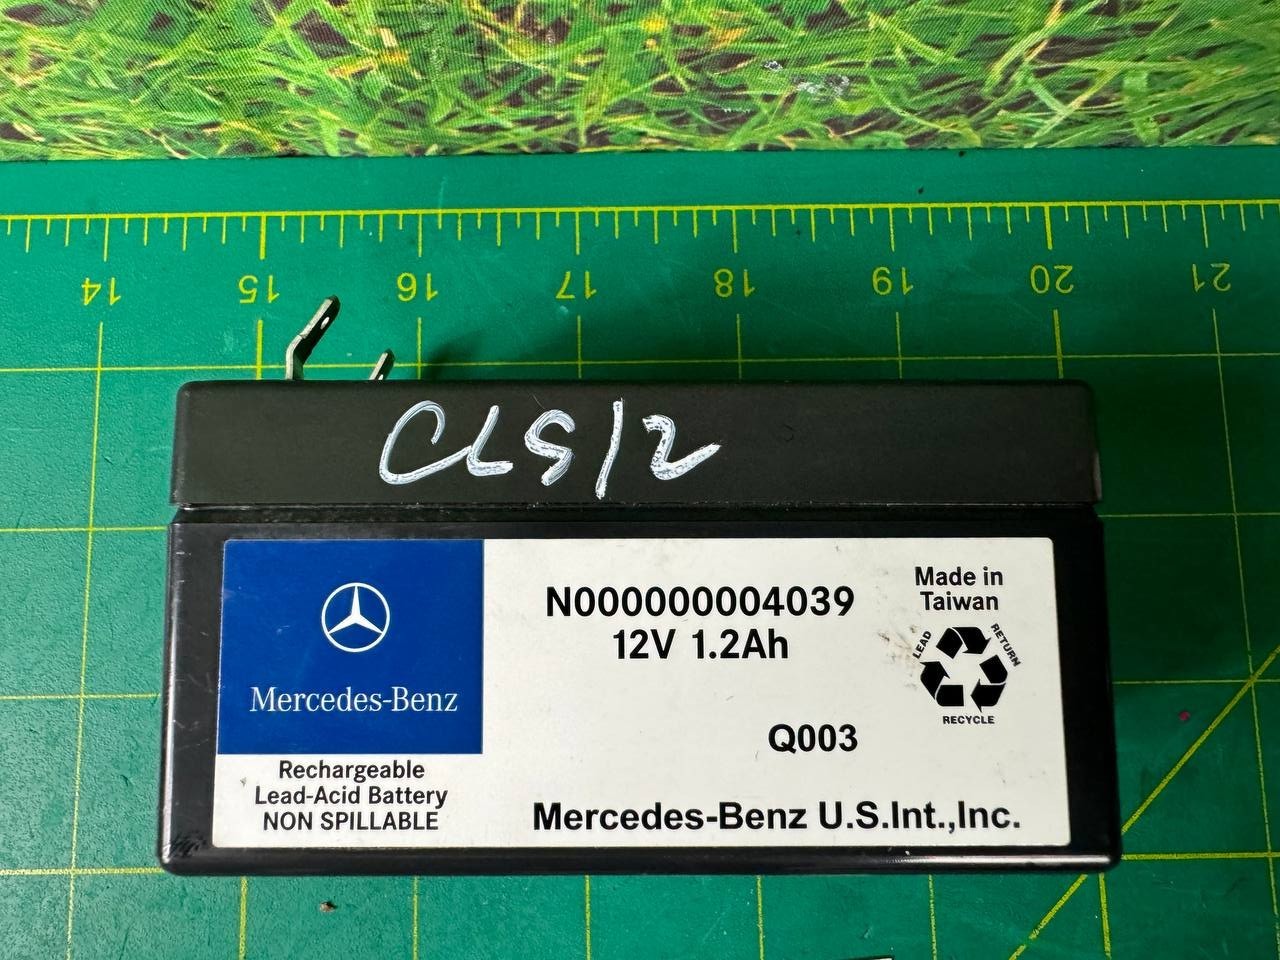 14 15 16 17 18 19 20 21
CLS/2
Mercedes-Benz
Rechargeable
Lead-Acid Battery
NON SPILLABLE
N000000004039
12V 1.2Ah
Q003
Mercedes-Benz U.S.Int.,Inc.
Made in
Taiwan
LEAD
RETURN
RECYCLE